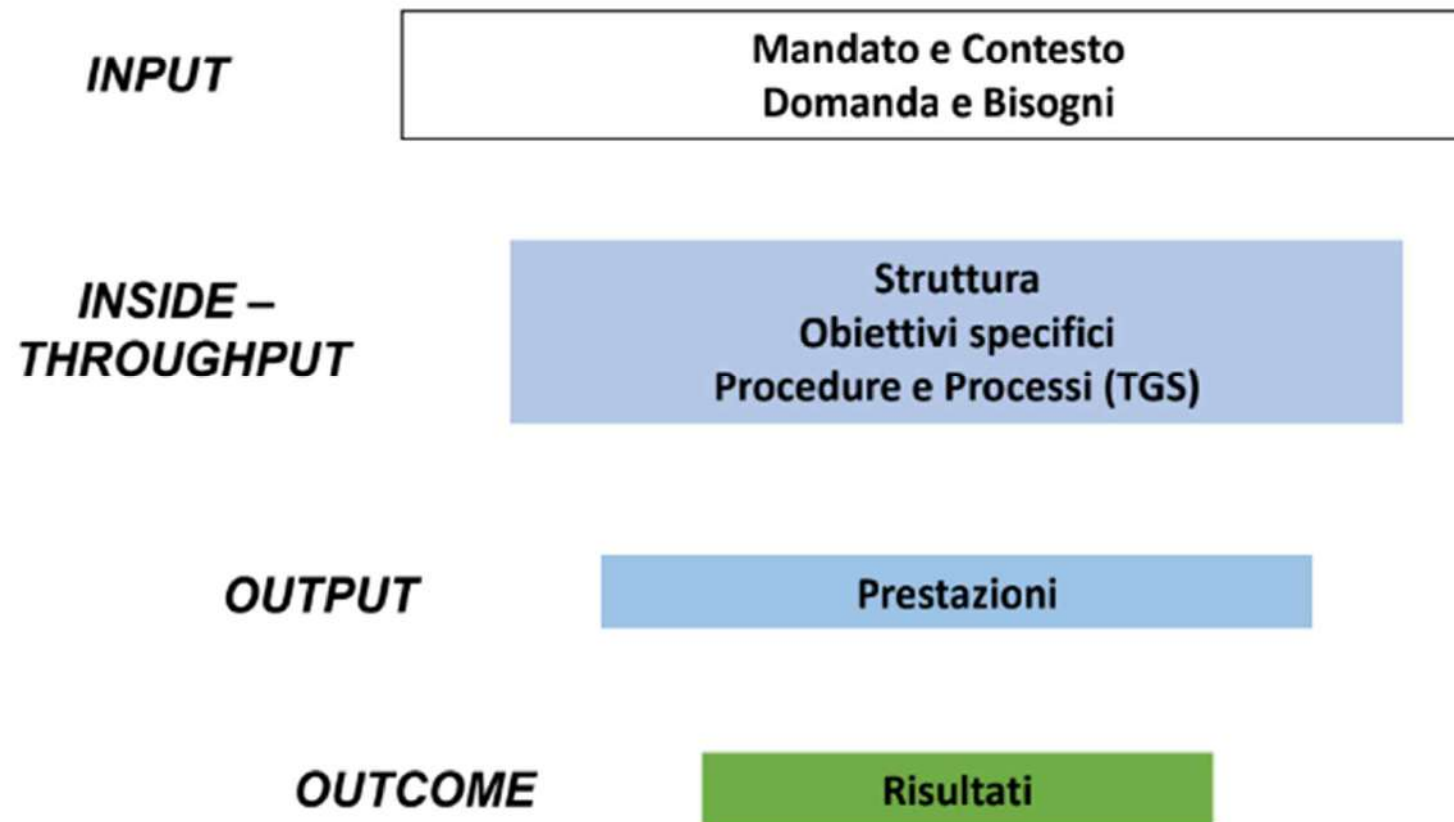 INPUT
Mandato e Contesto
Domanda e Bisogni
INSIDE –
THROUGHPUT
Struttura
Obiettivi specifici
Procedure e Processi (TGS)
OUTPUT
Prestazioni
OUTCOME
Risultati